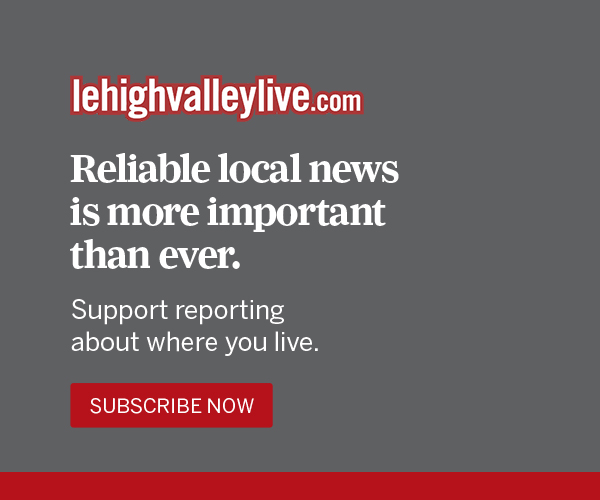 lehighvalleylive.com
Reliable local news
is more important
than ever.
Support reporting
about where you live.
SUBSCRIBE NOW